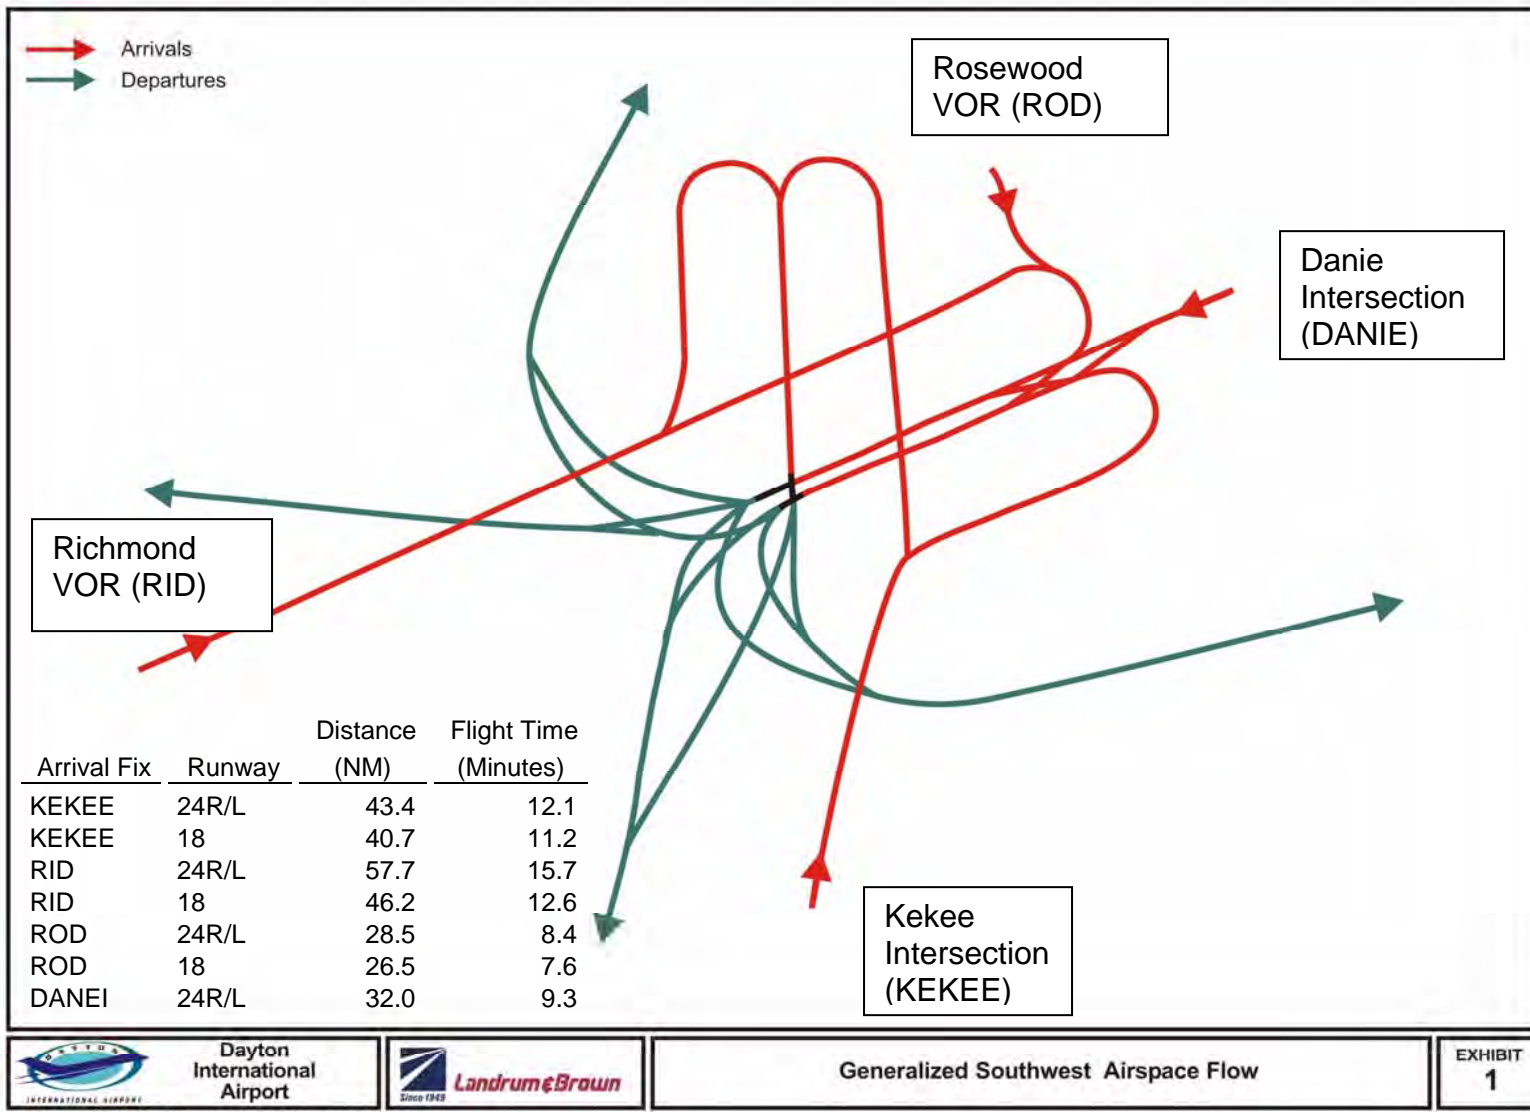 Arrivals
Departures
Rosewood
VOR (ROD)
Danie
Intersection
(DANIE)
Richmond
VOR (RID)
Kekee
Intersection
(KEKEE)
Distance Flight Time
Arrival Fix Runway (NM) (Minutes)
KEKEE 24R/L 43.4 12.1
KEKEE 18 40.7 11.2
RID 24R/L 57.7 15.7
RID 18 46.2 12.6
ROD 24R/L 28.5 8.4
ROD 18 26.5 7.6
DANEI 24R/L 32.0 9.3
DAYTON
INTERNATIONAL AIRPORT
Dayton
International
Airport
Landrum & Brown
Since 1949
Generalized Southwest Airspace Flow
EXHIBIT
1